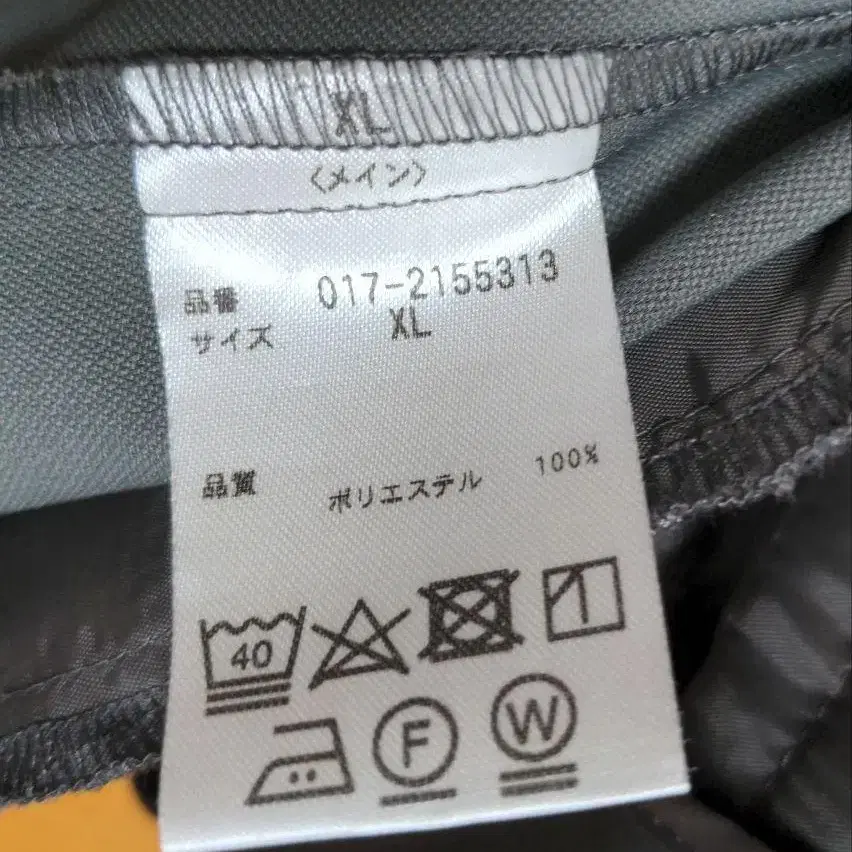 XL
〈メイン〉
品番 017-2155313
サイズ XL
品質 ポリエステル 100%
40
F
W